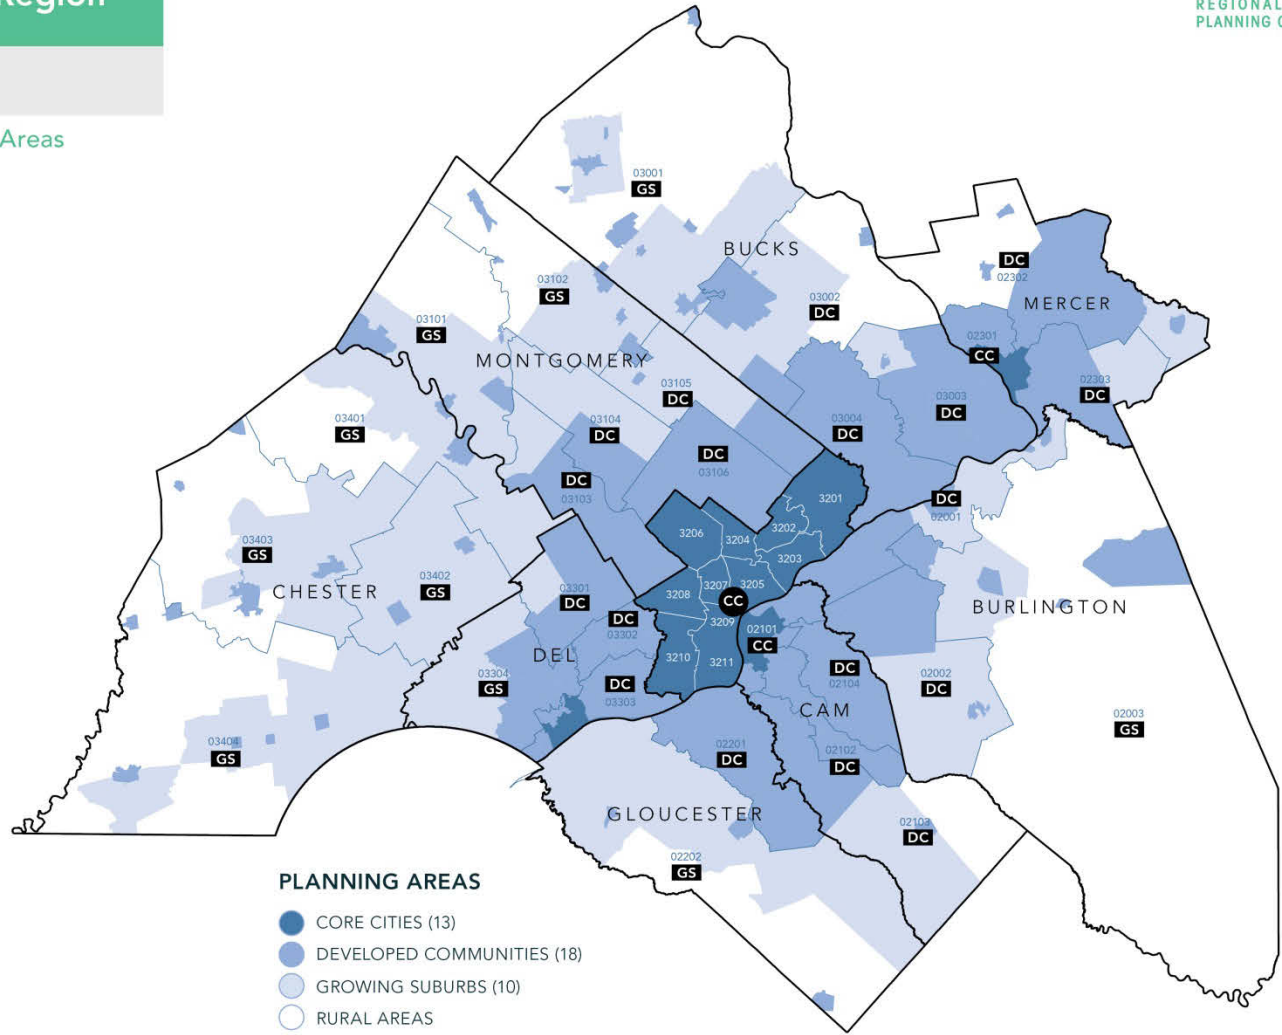 Region
REGIONAL
PLANNING C
Areas
03001
GS
BUCKS
DC
02302
MERCER
03102
GS
03002
DC
03101
GS
02301
CC
MONTGOMERY
03105
DC
02303
DC
03003
DC
03401
GS
03104
DC
03004
DC
DC
03106
DC
03103
3201
DC
02001
3206
3204
3202
3203
03403
GS
CHESTER
03402
GS
03301
DC
3207
3205
3208
CC
BURLINGTON
DC
03302
3209
02101
CC
DEL
3210
3211
03304
GS
DC
03303
DC
02104
02002
DC
CAM
02003
GS
03404
GS
02201
DC
02102
DC
GLOUCESTER
02103
DC
02202
GS
PLANNING AREAS
CORE CITIES (13)
DEVELOPED COMMUNITIES (18)
GROWING SUBURBS (10)
RURAL AREAS